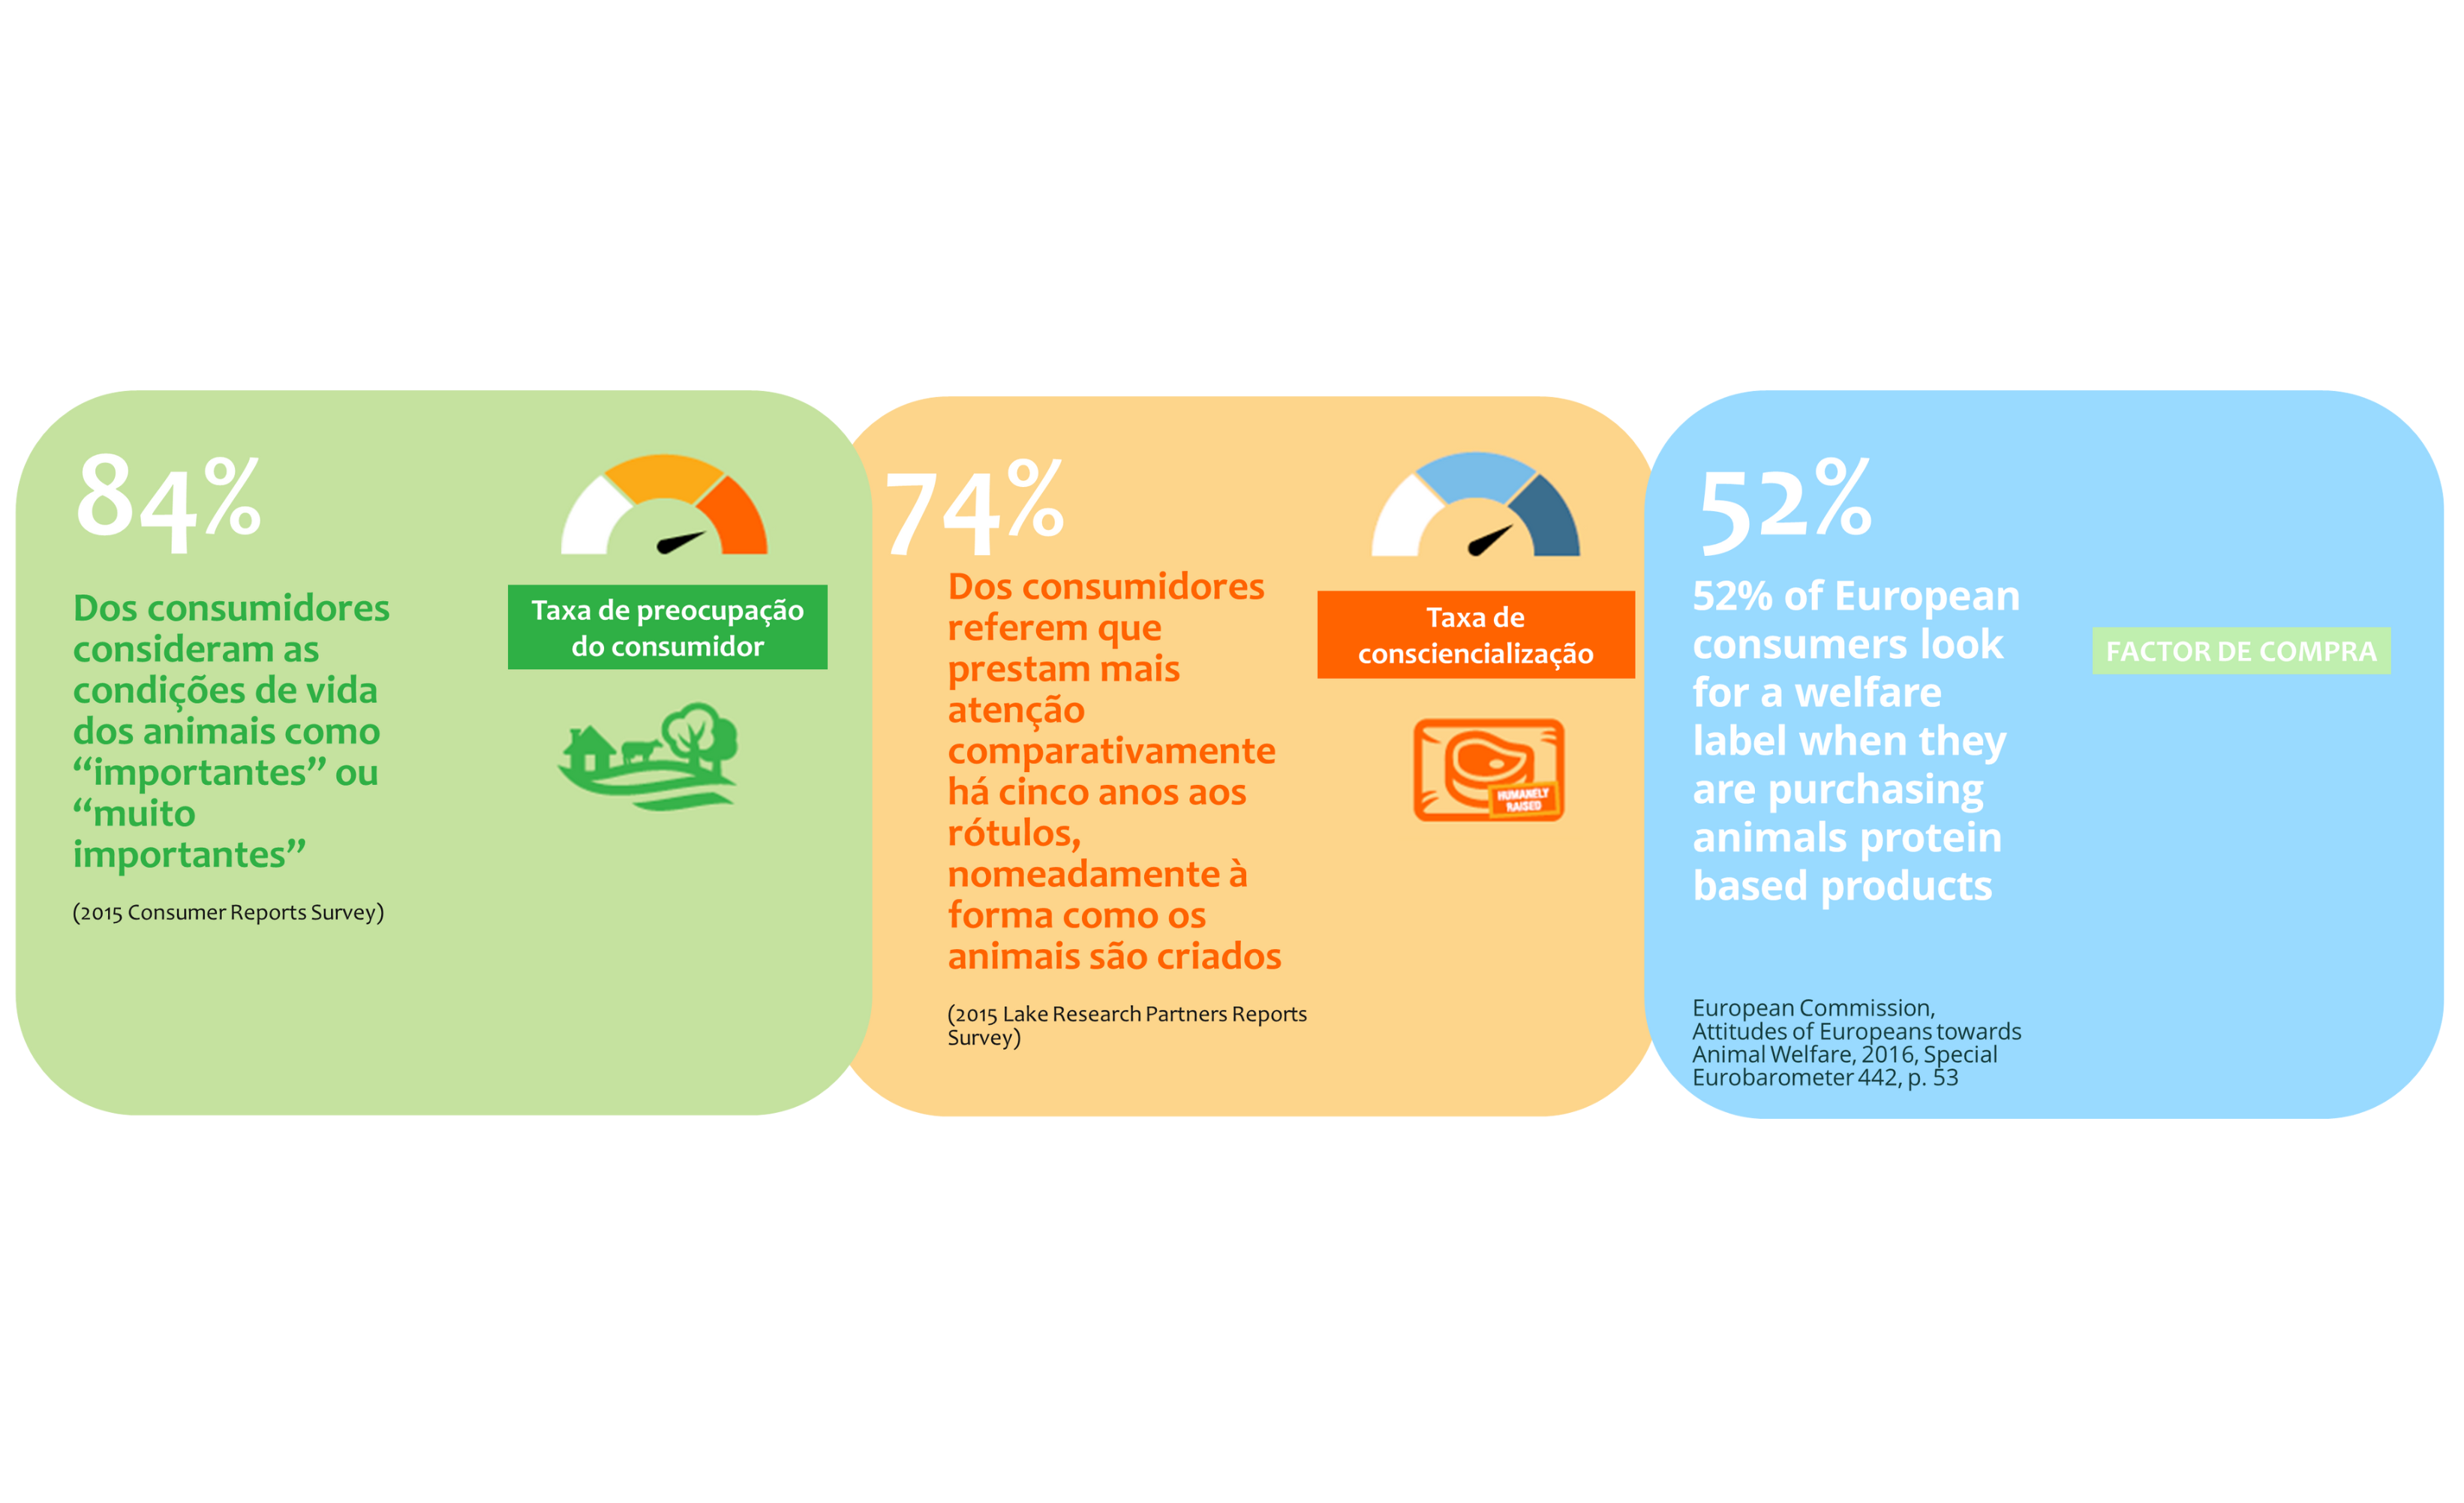 84%
Dos consumidores
consideram as
condições de vida
dos animais como
“importantes” ou
“muito
importantes”
(2015 Consumer Reports Survey)
Taxa de preocupação
do consumidor
74%
Dos consumidores
referem que
prestam mais
atenção
comparativamente
há cinco anos aos
rótulos,
nomeadamente à
forma como os
animais são criados
(2015 Lake Research Partners Reports
Survey)
Taxa de
consciencialização
HUMANELY
RAISED
52%
52% of European
consumers look
for a welfare
label when they
are purchasing
animals protein
based products
European Commission,
Attitudes of Europeans towards
Animal Welfare, 2016, Special
Eurobarometer 442, p. 53
FACTOR DE COMPRA